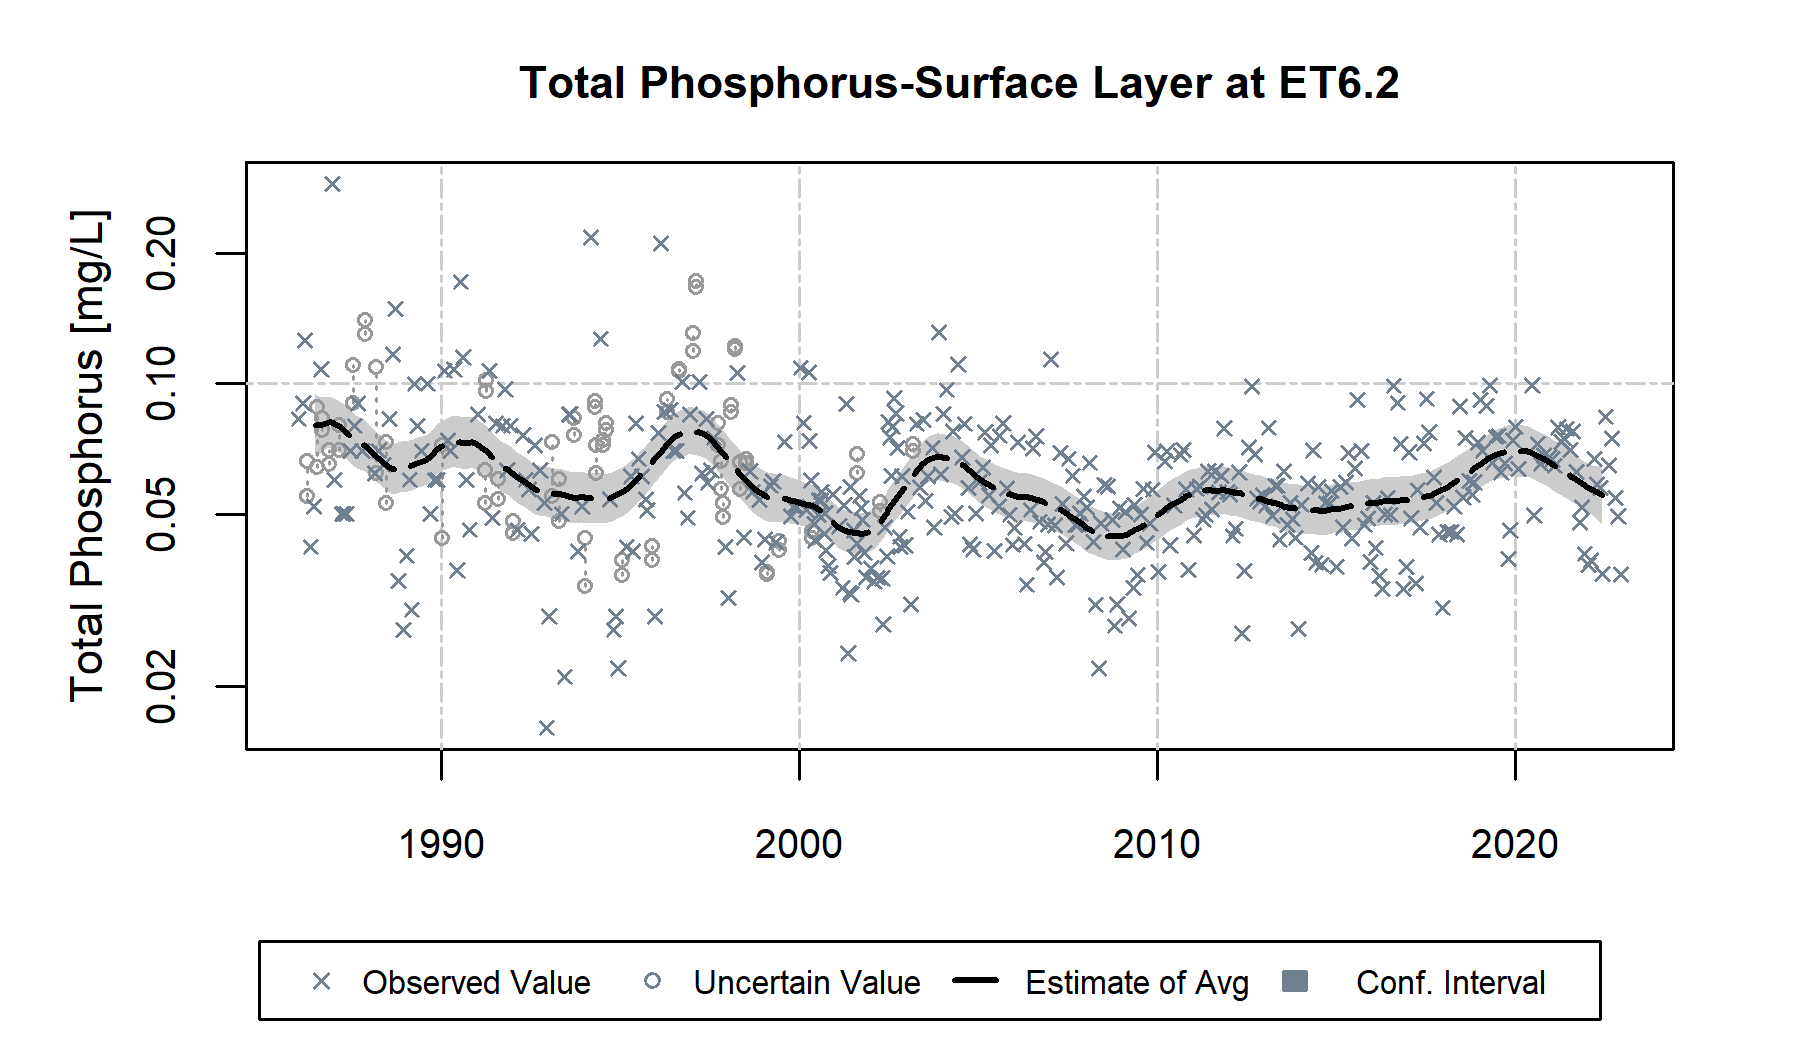 Total Phosphorus-Surface Layer at ET6.2
Total Phosphorus [mg/L]
0.20
0.10
0.05
0.02
1990 2000 2010 2020
Observed Value Uncertain Value Estimate of Avg Conf. Interval